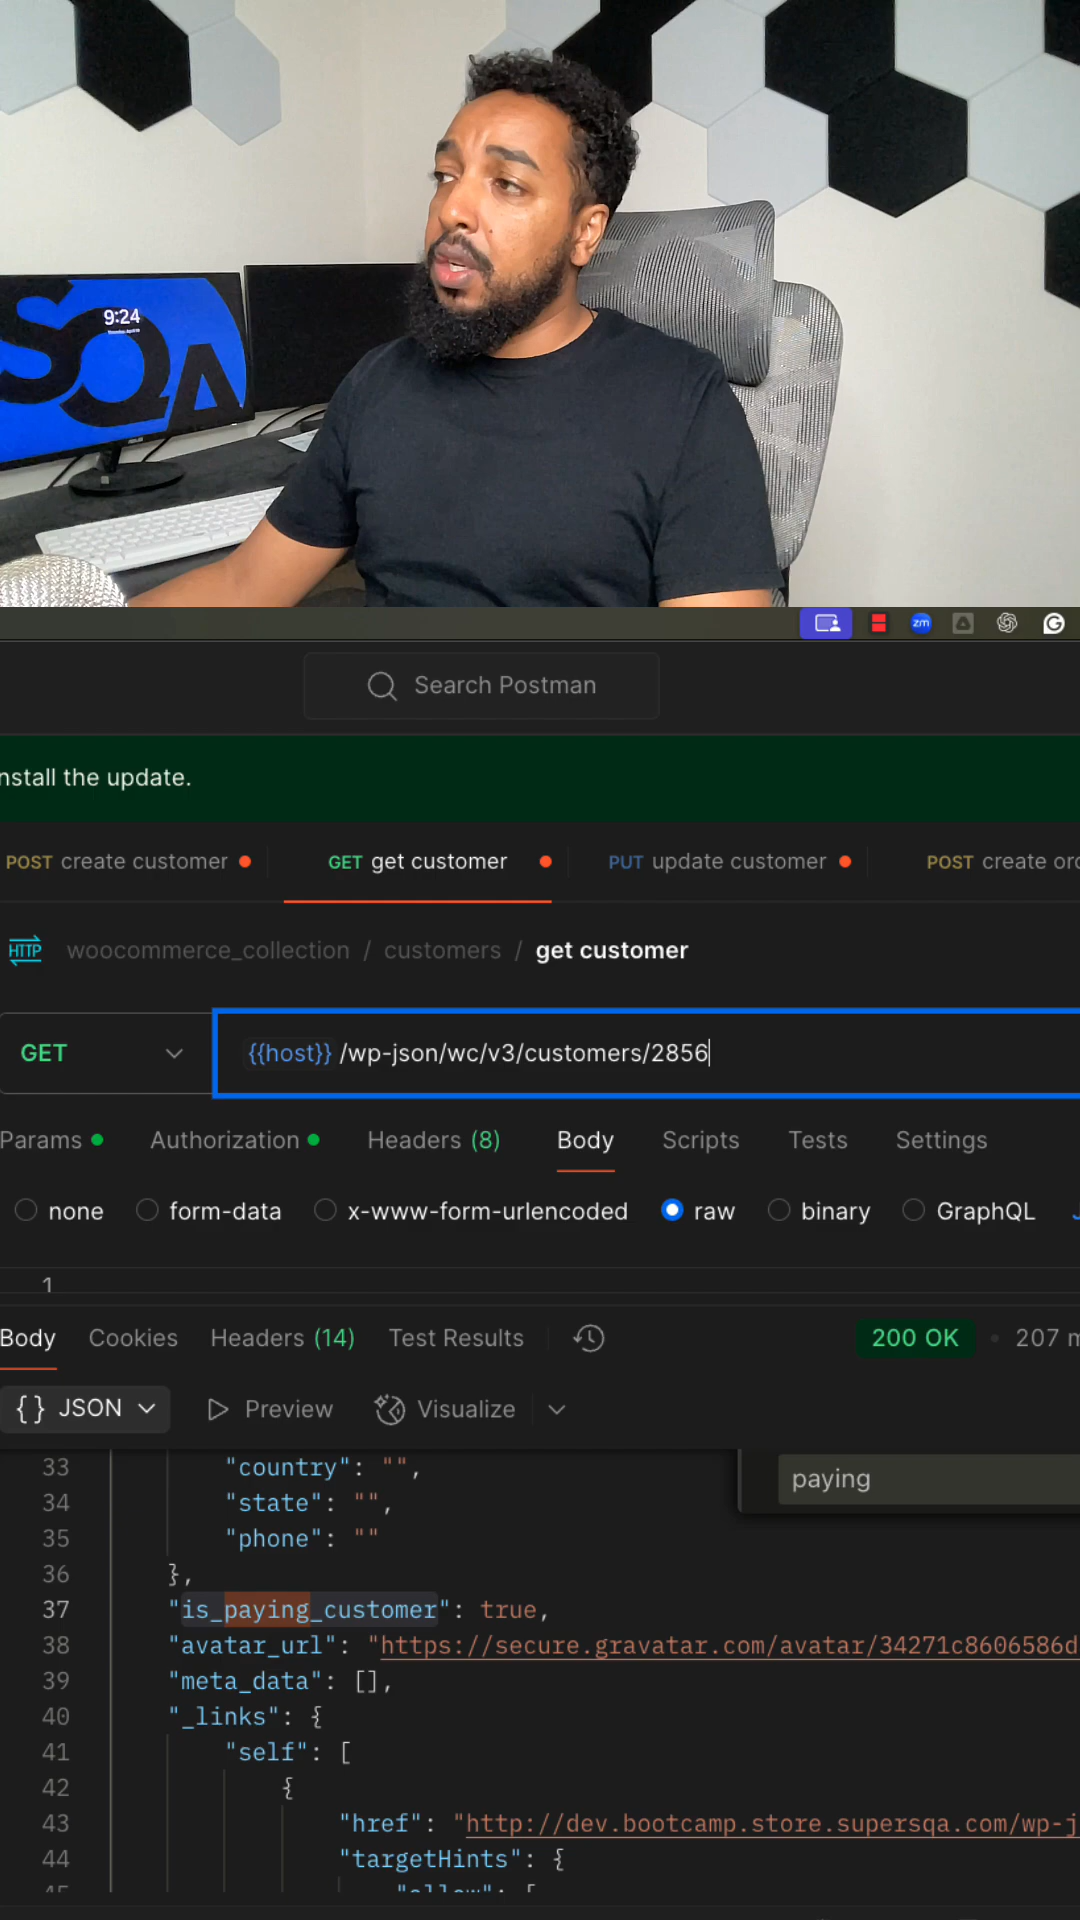 SQA
9:24
zm
Search Postman
nstall the update.
POST create customer GET get customer PUT update customer POST create ord
HTTP woocommerce_collection / customers / get customer
GET {{host}} /wp-json/wc/v3/customers/2856
Params Authorization Headers (8) Body Scripts Tests Settings
none form-data x-www-form-urlencoded raw binary GraphQL
1
Body Cookies Headers (14) Test Results 200 OK • 207 m
{} JSON Preview Visualize
paying
33 "country": "",
34 "state": "",
35 "phone": ""
36 },
37 "is_paying_customer": true,
38 "avatar_url": "https://secure.gravatar.com/avatar/34271c8606586d
39 "meta_data": [],
40 "_links": {
41 "self": [
42 {
43 "href": "http://dev.bootcamp.store.supersqa.com/wp-j
44 "targetHints": {